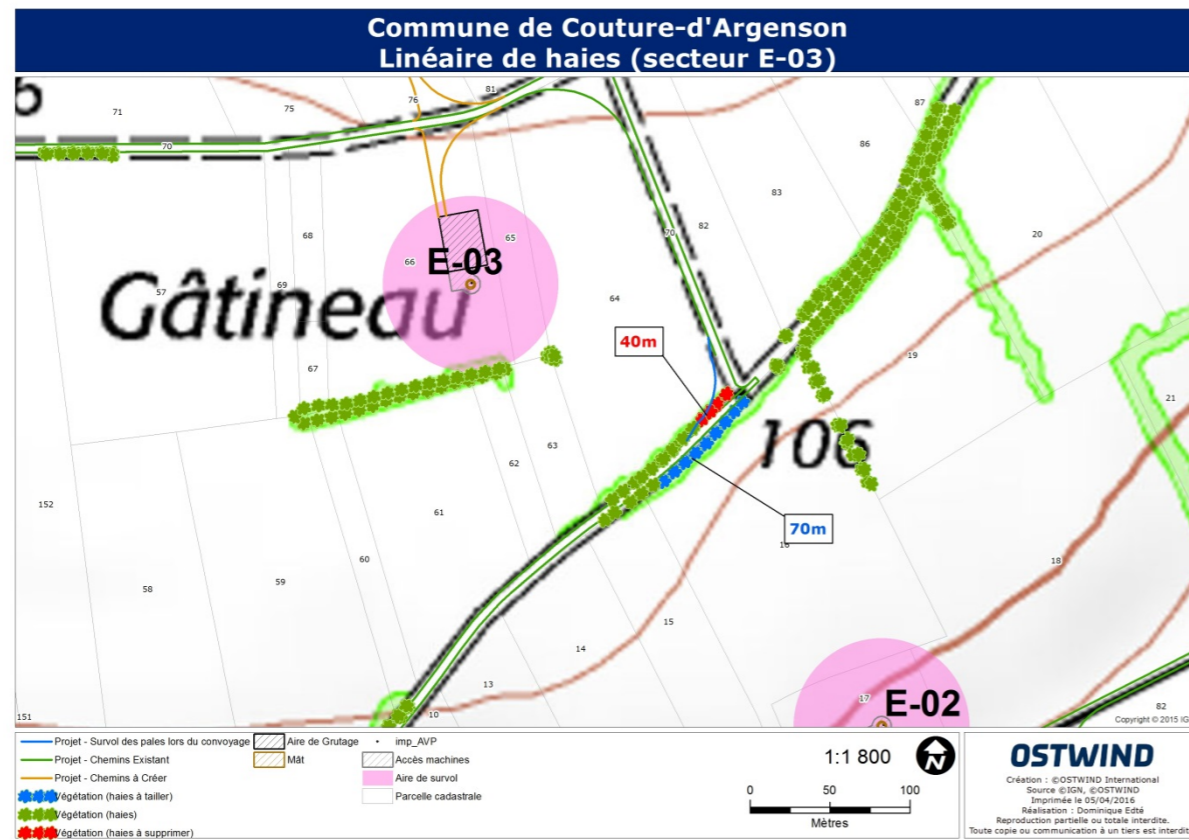 Commune de Couture-d'Argenson
Linéaire de haies (secteur E-03)
6
71
75
76
81
87
86
70
83
82
70
68
65
66
E-03
57
69
Gâtineau
64
40m
67
20
19
21
106
63
62
70m
152
61
60
59
58
16
18
15
14
13
10
17
E-02
82
151
Copyright © 2015 IG
Projet - Survol des pales lors du convoyage
Projet - Chemins Existant
Projet - Chemins à Créer
Végétation (haies à tailler)
Végétation (haies)
Végétation (haies à supprimer)
Aire de Grutage
Mât
imp_AVP
Accès machines
Aire de survol
Parcelle cadastrale
1:1 800
N
0 50 100
Mètres
OSTWIND
Création : ©OSTWIND International
Source ©IGN, ©OSTWIND
Imprimée le 05/04/2016
Réalisation : Dominique Edté
Reproduction partielle ou totale interdite.
Toute copie ou communication à un tiers est interdit